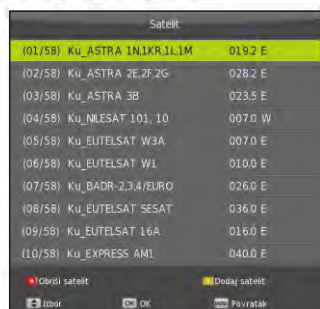 Satelit
(01/58) Ku_ASTRA 1N,1KR,1L,1M 019.2 E
(02/58) Ku_ASTRA 2E,2F,2G 028.2 E
(03/58) Ku_ASTRA 3B 023.5 E
(04/58) Ku_NILESAT 101, 10 007.0 W
(05/58) Ku_EUTELSAT W3A 007.0 E
(06/58) Ku_EUTELSAT W1 010.0 E
(07/58) Ku_BADR-2,3,4/EURO 026.0 E
(08/58) Ku_EUTELSAT SESAT 036.0 E
(09/58) Ku_EUTELSAT 16A 016.0 E
(10/58) Ku_EXPRESS AM1 040.0 E
Obriši satelit Dodaj satelit
Izbor OK OK MENU Povratak